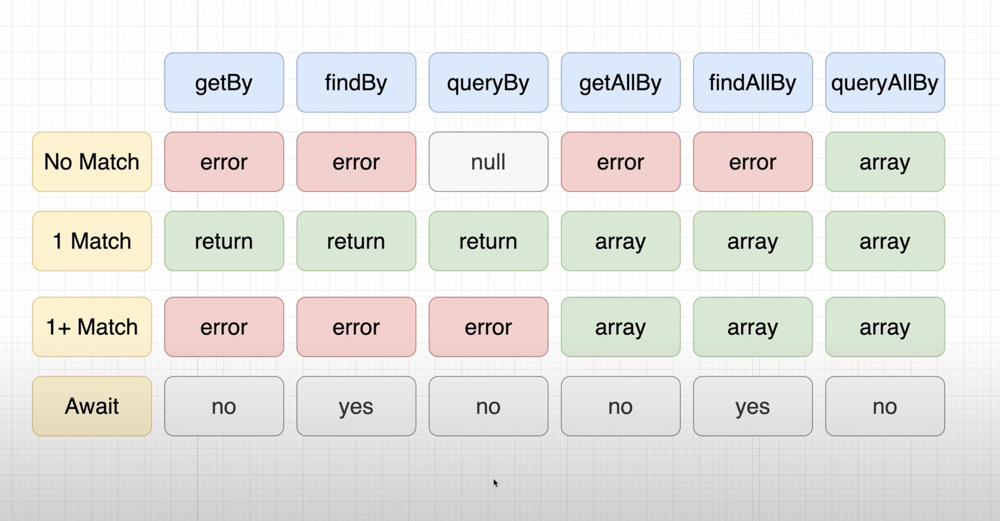 getBy findBy queryBy getAllBy findAllBy queryAllBy
No Match error error null error error array
1 Match return return return array array array
1+ Match error error error array array array
Await no yes no no yes no